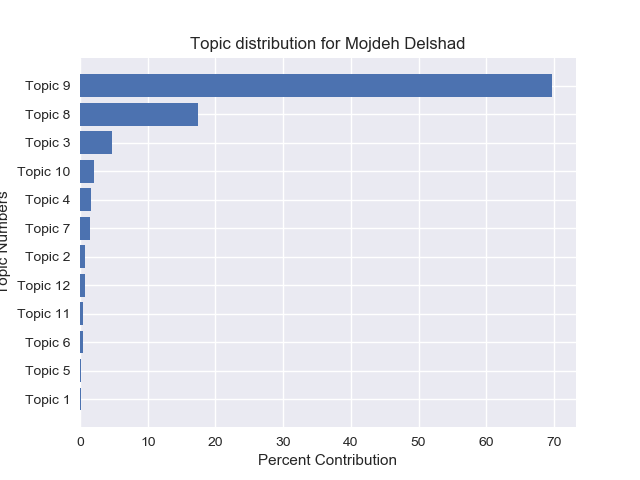 Topic distribution for Mojdeh Delshad
Topic 9
Topic 8
Topic 3
Topic 10
Topic 4
Topic 7
Topic 2
Topic 12
Topic 11
Topic 6
Topic 5
Topic 1
Topic Numbers
0 10 20 30 40 50 60 70
Percent Contribution